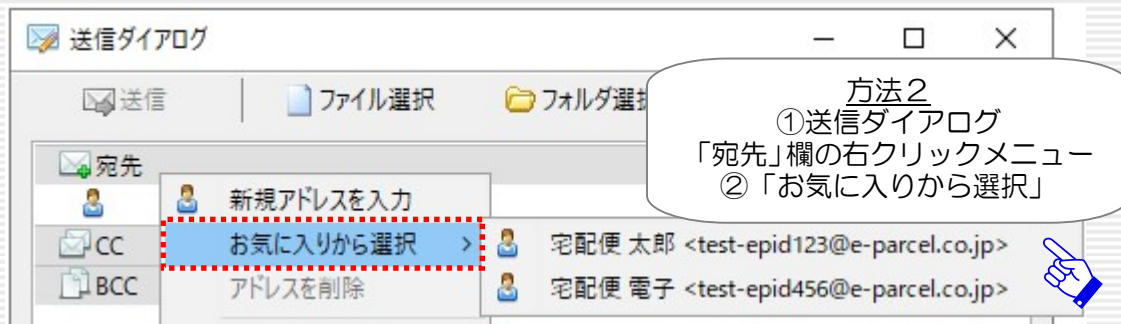 送信ダイアログ
送信 ファイル選択 フォルダ選
方法2
①送信ダイアログ
「宛先」欄の右クリックメニュー
②「お気に入りから選択」
宛先
新規アドレスを入力
CC お気に入りから選択 > 宅配便 太郎 <test-epid123@e-parcel.co.jp>
BCC アドレスを削除 宅配便 電子 <test-epid456@e-parcel.co.jp>